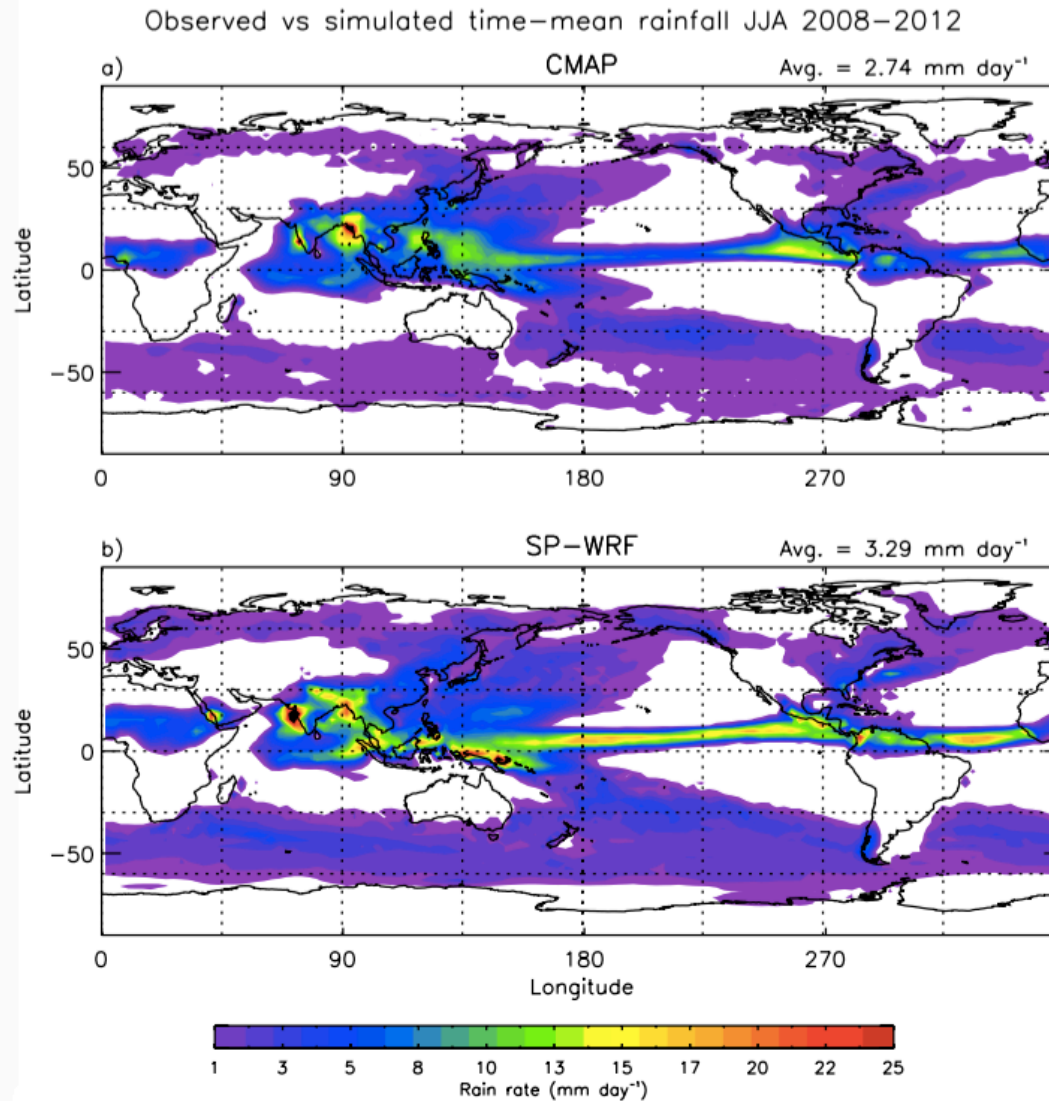 Observed vs simulated time-mean rainfall JJA 2008-2012
a)
CMAP
Avg. = 2.74 mm day⁻¹
Latitude
50
0
-50
0
90
180
270
b)
SP-WRF
Avg. = 3.29 mm day⁻¹
Latitude
50
0
-50
0
90
180
270
Longitude
1 3 5 8 10 13 15 17 20 22 25
Rain rate (mm day⁻¹)